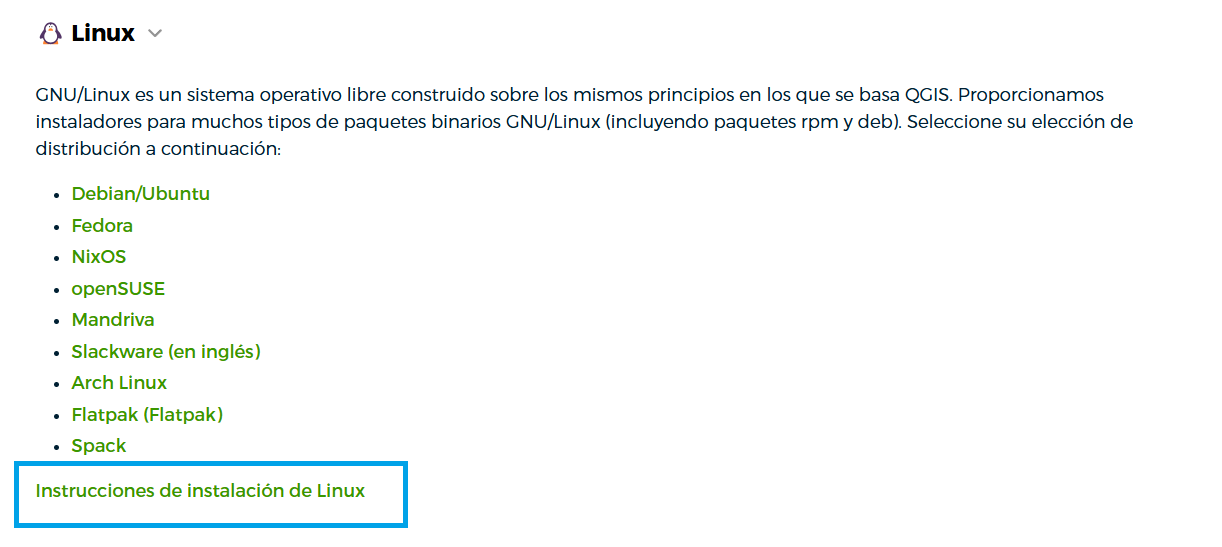 Linux
GNU/Linux es un sistema operativo libre construido sobre los mismos principios en los que se basa QGIS. Proporcionamos
instaladores para muchos tipos de paquetes binarios GNU/Linux (incluyendo paquetes rpm y deb). Seleccione su elección de
distribución a continuación:
Debian/Ubuntu
Fedora
NixOS
openSUSE
Mandriva
Slackware (en inglés)
Arch Linux
Flatpak (Flatpak)
Spack
Instrucciones de instalación de Linux